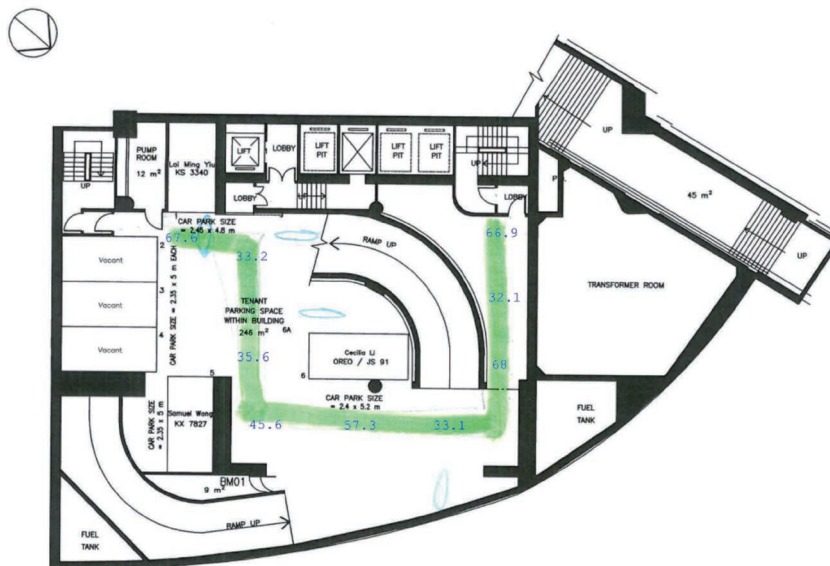 PUMP
ROOM
12 m²
Loi Ming Yiu
KS 3340
LIFT
LOBBY
LIFT
PIT
LIFT
PIT
LIFT
PIT
UP
UP
LOBBY
UP
UP
LOBBY
UP
45 m²
UP
CAR PARK SIZE
= 2.45 x 4.8 m
67.6
33.2
RAMP UP
66.9
2
Vacant
3
Vacant
4
Vacant
CAR PARK SIZE = 2.35 x 5 m EACH
TENANT
PARKING SPACE
WITHIN BUILDING
246 m²
6A
32.1
TRANSFORMER ROOM
35.6
Cecilia Li
OREO / JS 91
68
5
6
CAR PARK SIZE
= 2.4 x 5.2 m
CAR PARK SIZE
= 2.35 x 5 m
Samuel Wong
KX 7827
45.6
57.3
33.1
FUEL
TANK
BM01
9 m²
RAMP UP
FUEL
TANK